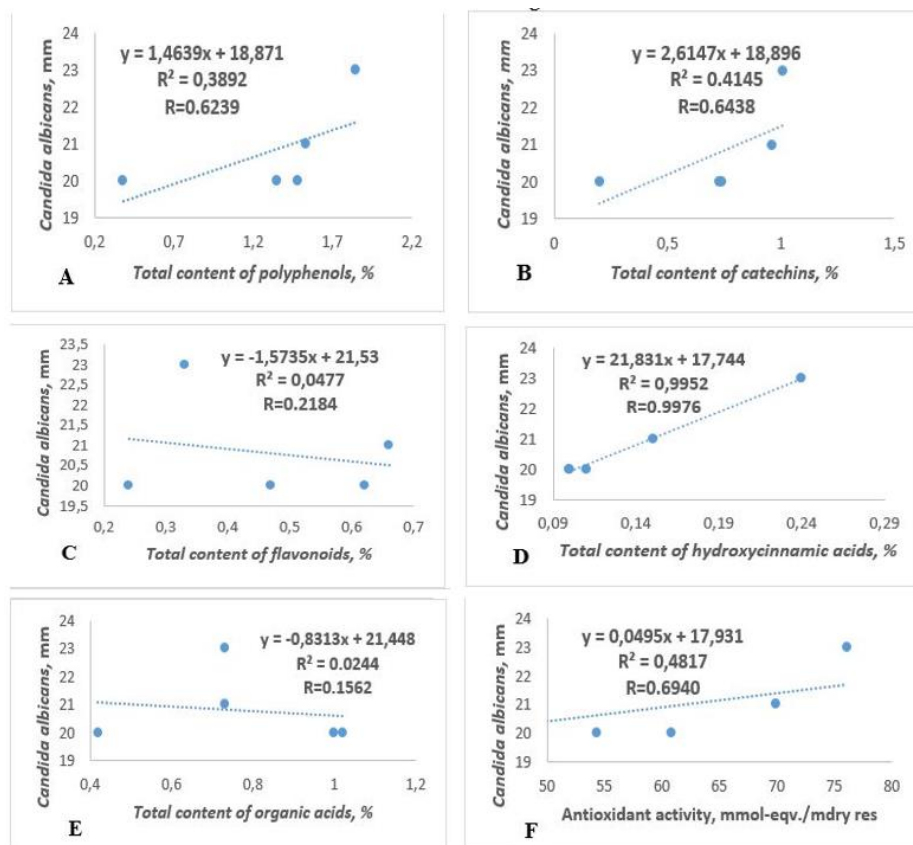 Candida albicans, mm
y = 1,4639x + 18,871
R² = 0,3892
R=0.6239
24
23
22
21
20
19
0,2 0,7 1,2 1,7 2,2
A Total content of polyphenols, %
Candida albicans, mm
y = 2,6147x + 18,896
R² = 0.4145
R=0.6438
24
23
22
21
20
19
0 0,5 1 1,5
B Total content of catechins, %
Candida albicans, mm
y = -1,5735x + 21,53
R² = 0,0477
R=0.2184
23,5
23
22,5
22
21,5
21
20,5
20
19,5
0,2 0,3 0,4 0,5 0,6 0,7
C Total content of flavonoids, %
Candida albicans, mm
y = 21,831x + 17,744
R² = 0,9952
R=0.9976
24
23
22
21
20
19
0,09 0,14 0,19 0,24 0,29
D Total content of hydroxycinnamic acids, %
Candida albicans, mm
y = -0,8313x + 21,448
R² = 0.0244
R=0.1562
24
23
22
21
20
19
0,4 0,6 0,8 1 1,2
E Total content of organic acids, %
Candida albicans, mm
y = 0,0495x + 17,931
R² = 0,4817
R=0.6940
24
23
22
21
20
19
50 55 60 65 70 75 80
F Antioxidant activity, mmol-eqv./mdry res